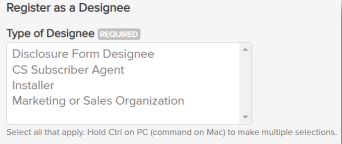 Register as a Designee
Type of Designee REQUIRED
Disclosure Form Designee
CS Subscriber Agent
Installer
Marketing or Sales Organization
Select all that apply. Hold Ctrl on PC (command on Mac) to make multiple selections.